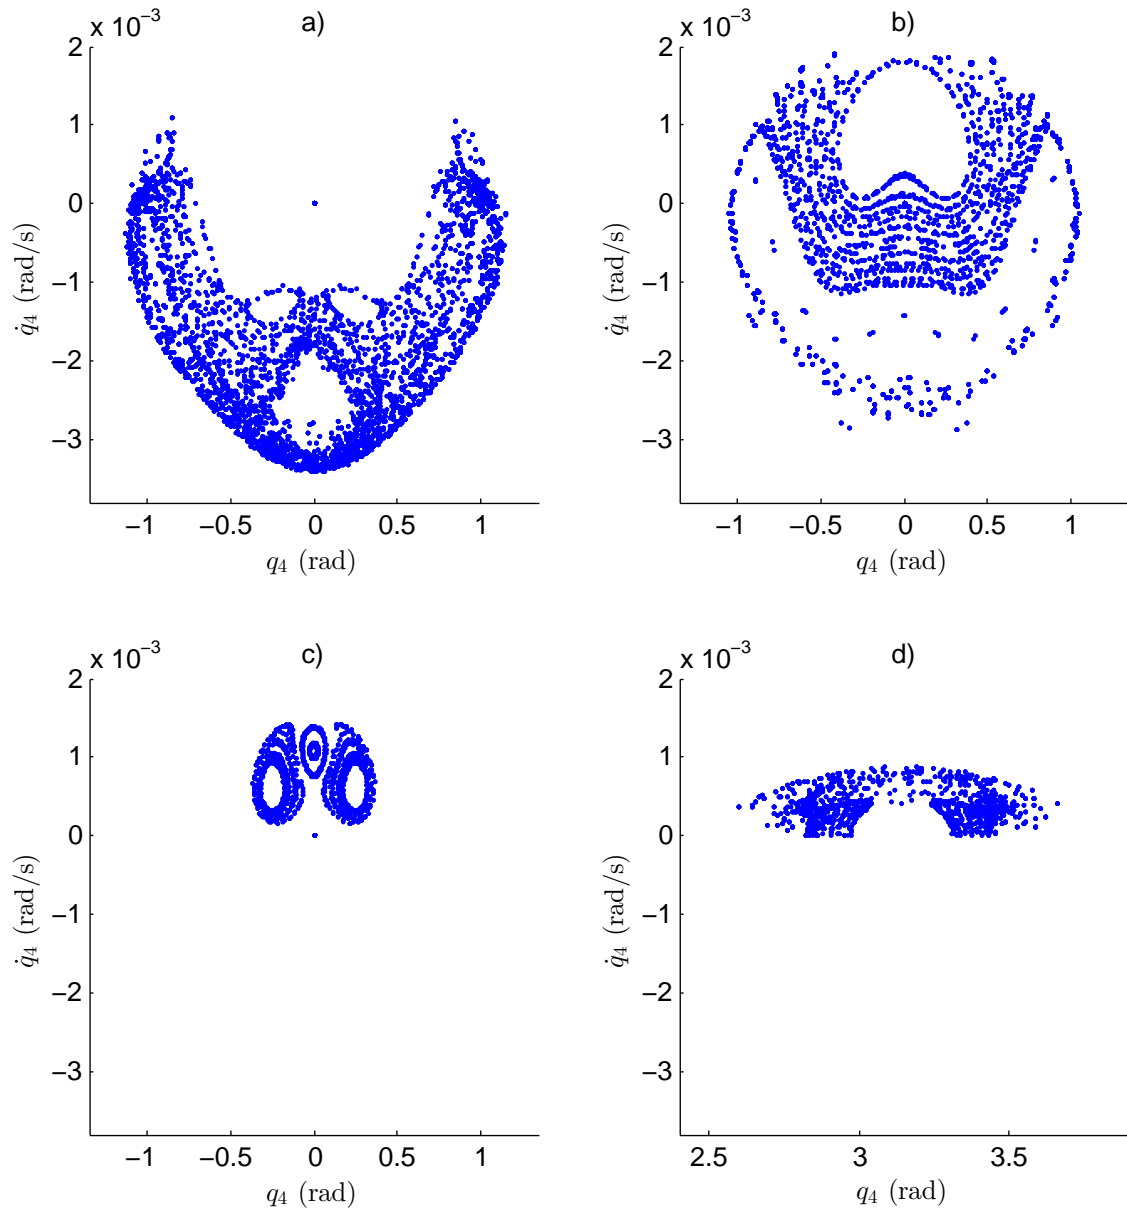 a)
x 10⁻³
2
1
0
−1
−2
−3
q̇₄ (rad/s)
−1 −0.5 0 0.5 1
q₄ (rad)
b)
x 10⁻³
2
1
0
−1
−2
−3
q̇₄ (rad/s)
−1 −0.5 0 0.5 1
q₄ (rad)
c)
x 10⁻³
2
1
0
−1
−2
−3
q̇₄ (rad/s)
−1 −0.5 0 0.5 1
q₄ (rad)
d)
x 10⁻³
2
1
0
−1
−2
−3
q̇₄ (rad/s)
2.5 3 3.5
q₄ (rad)